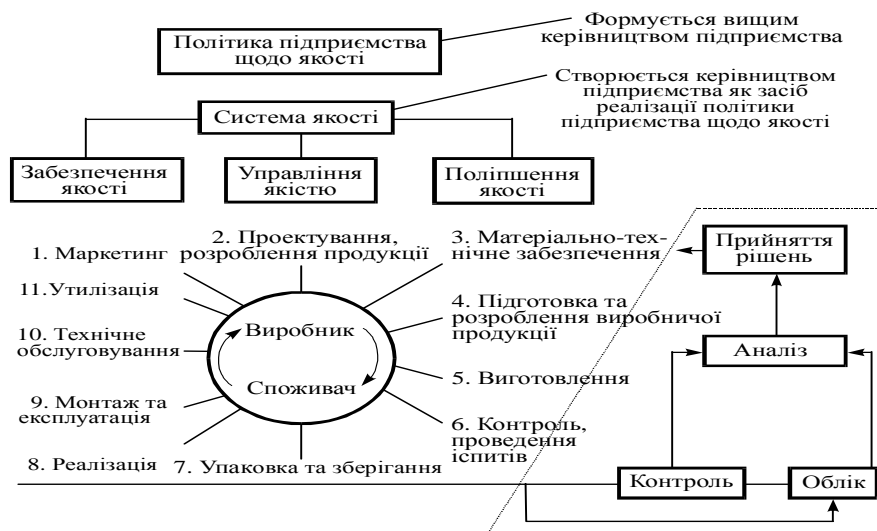 Політика підприємства
щодо якості
Формується вищим
керівництвом підприємства
Створюється керівництвом
підприємства як засіб
реалізації політики
підприємства щодо якості
Система якості
Забезпечення
якості
Управління
якістю
Поліпшення
якості
1. Маркетинг
2. Проектування,
розроблення продукції
3. Матеріально-тех-
нічне забезпечення
4. Підготовка та
розроблення виробничої
продукції
5. Виготовлення
6. Контроль,
проведення
іспитів
7. Упаковка та зберігання
8. Реалізація
9. Монтаж та
експлуатація
10. Технічне
обслуговування
11.Утилізація
Виробник
Споживач
Прийняття
рішень
Аналіз
Контроль
Облік